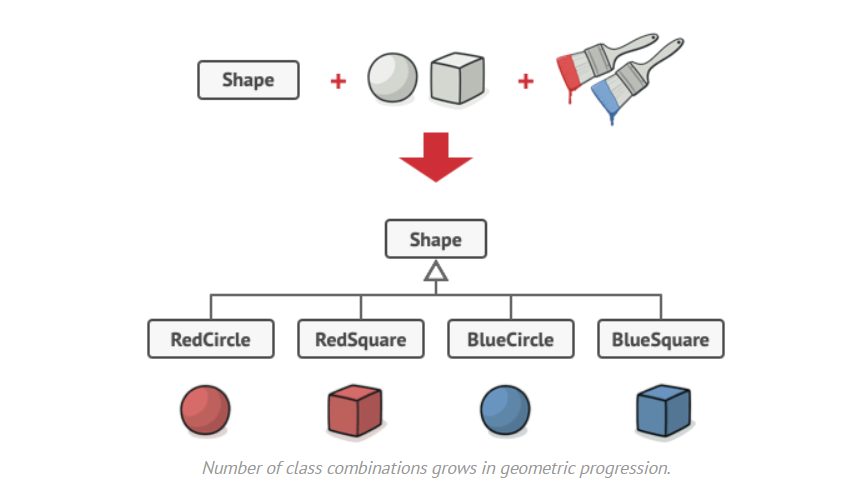 Shape
Shape
RedCircle
RedSquare
BlueCircle
BlueSquare
Number of class combinations grows in geometric progression.